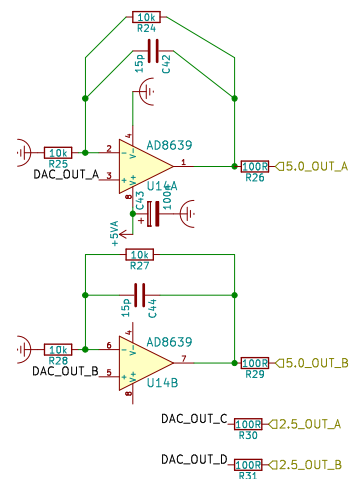 10k
R24
15p
C42
4
10k
R25
2
AD8639
1
100R
R26
5.0_OUT_A
DAC_OUT_A
3
V-
V+
U14A
8
C43
+5VA
10k
R27
15p
C44
4
AD8639
10k
R28
6
7
100R
R29
5.0_OUT_B
DAC_OUT_B
5
V-
V+
U14B
8
DAC_OUT_C
100R
R30
2.5_OUT_A
DAC_OUT_D
100R
R31
2.5_OUT_B